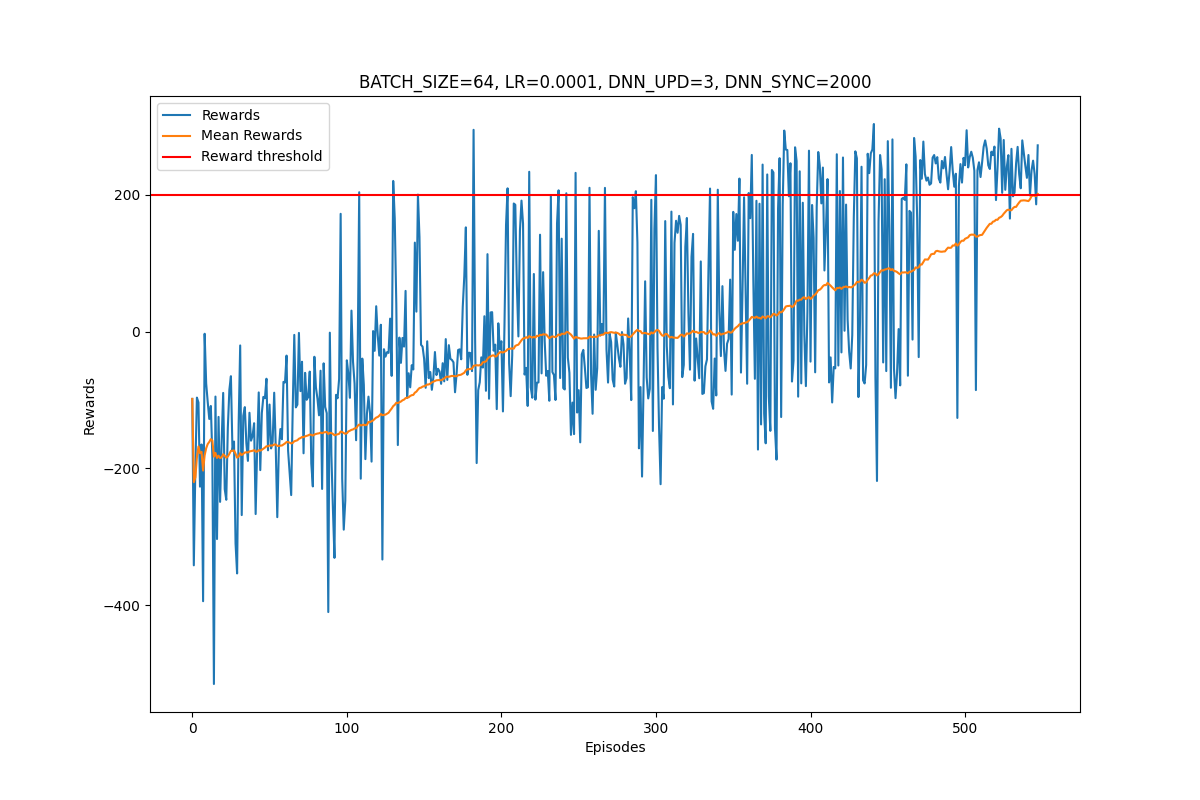 BATCH_SIZE=64, LR=0.0001, DNN_UPD=3, DNN_SYNC=2000
Rewards
Mean Rewards
Reward threshold
200
0
−200
−400
Rewards
0
100
200
300
400
500
Episodes